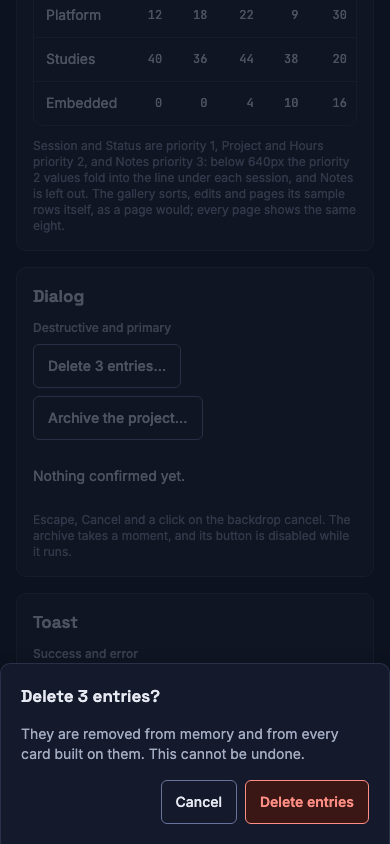 Platform 12 18 22 9 30
Studies 40 36 44 38 20
Embedded 0 0 4 10 16
Session and Status are priority 1, Project and Hours
priority 2, and Notes priority 3: below 640px the priority
2 values fold into the line under each session, and Notes
is left out. The gallery sorts, edits and pages its sample
rows itself, as a page would; every page shows the same
eight.
Dialog
Destructive and primary
Delete 3 entries...
Archive the project...
Nothing confirmed yet.
Escape, Cancel and a click on the backdrop cancel. The
archive takes a moment, and its button is disabled while
it runs.
Toast
Success and error
Delete 3 entries?
They are removed from memory and from every
card built on them. This cannot be undone.
Cancel
Delete entries